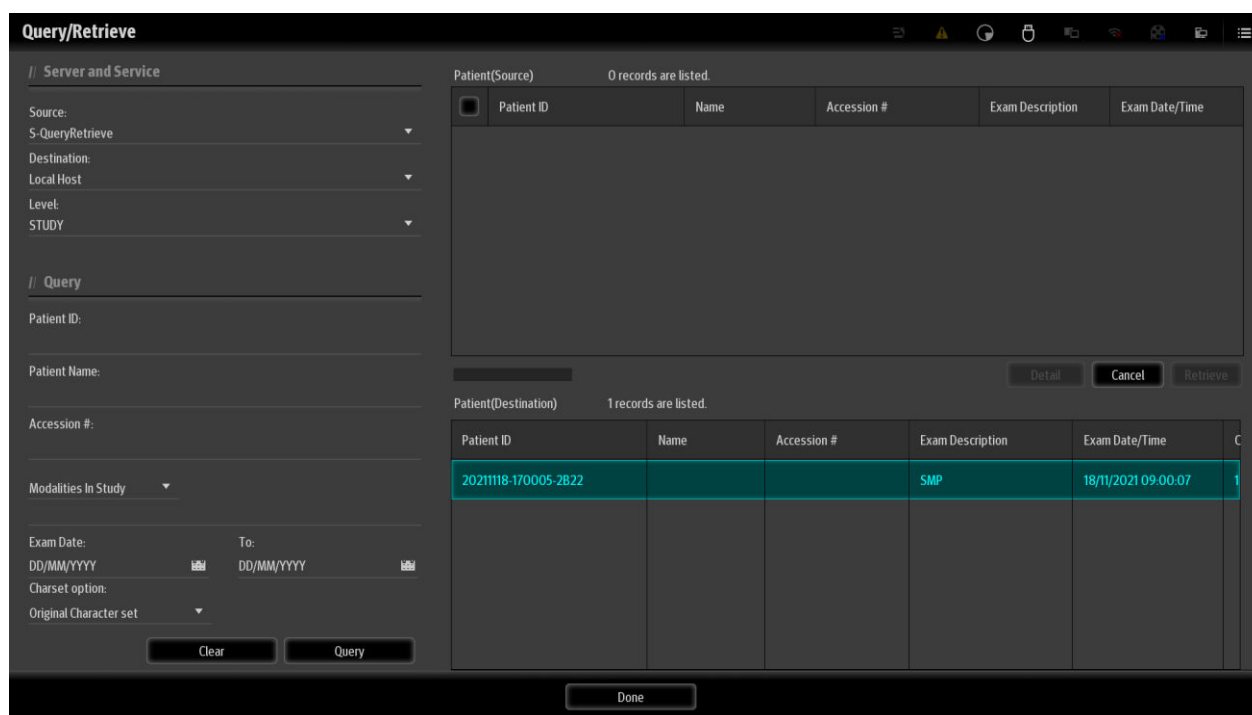 Query/Retrieve
// Server and Service
Source:
S-QueryRetrieve
Destination:
Local Host
Level:
STUDY
// Query
Patient ID:
Patient Name:
Accession #:
Modalities In Study
Exam Date: To:
DD/MM/YYYY DD/MM/YYYY
Charset option:
Original Character set
Clear Query
Patient(Source) 0 records are listed.
Patient ID Name Accession # Exam Description Exam Date/Time
Detail Cancel Retrieve
Patient(Destination) 1 records are listed.
Patient ID Name Accession # Exam Description Exam Date/Time
20211118-170005-2B22 SMP 18/11/2021 09:00:07 1
Done